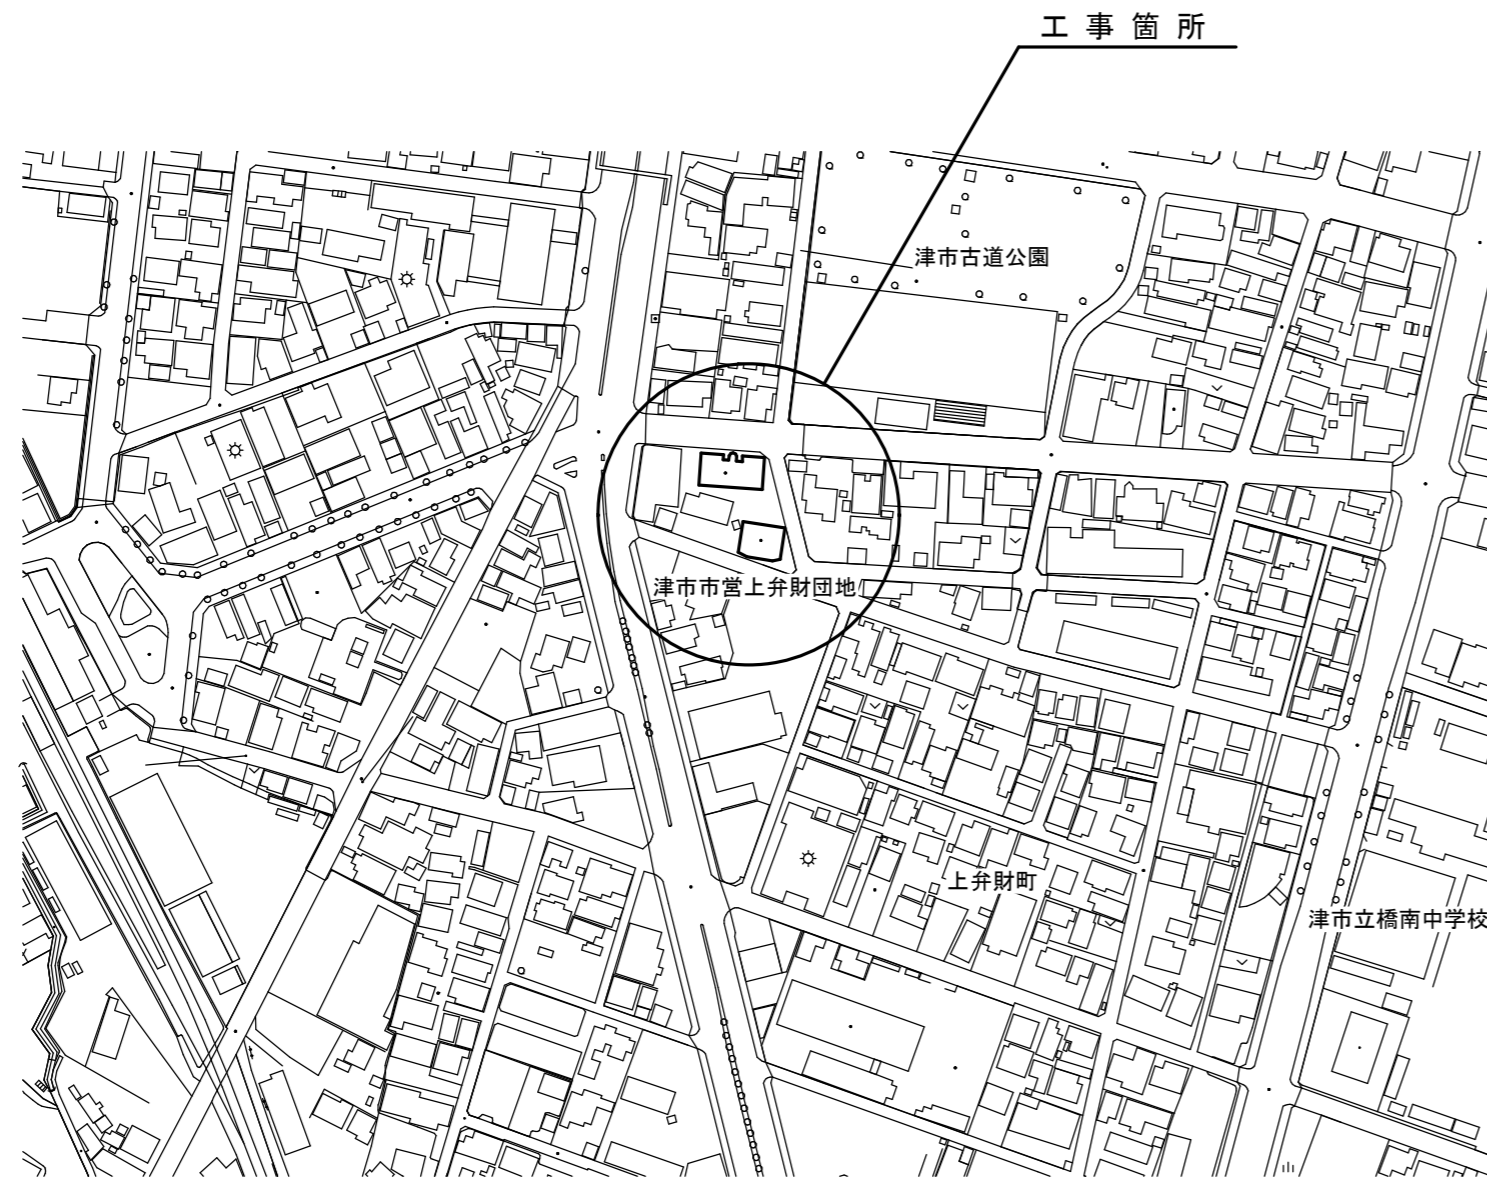 工事箇所
津市古道公園
津市市営上弁財団地
上弁財町
津市立橋南中学校